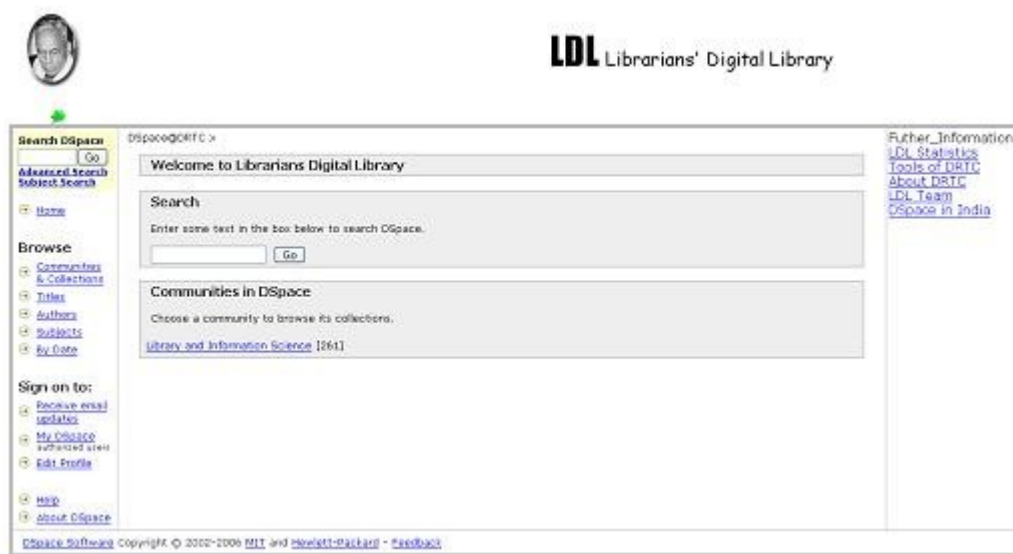 LDL Librarians' Digital Library
Search DSpace
Go
Advanced Search
Subject Search
Home
Browse
Communities
& Collections
Titles
Authors
Subjects
By Date
Sign on to:
Receive email
updates
My DSpace
authorized users
Edit Profile
Help
About DSpace
DSpace@DRTC >
Welcome to Librarians Digital Library
Search
Enter some text in the box below to search DSpace.
Go
Communities in DSpace
Choose a community to browse its collections.
Library and Information Science [261]
Futher_Information
LDL Statistics
Tools of DRTC
About DRTC
LDL Team
DSpace in India
DSpace Software Copyright © 2002-2006 MIT and Hewlett-Packard - Feedback